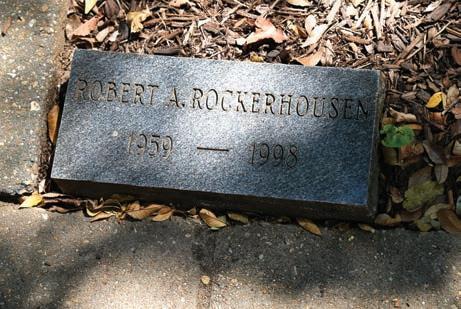 ROBERT A. ROCKERHOUSEN
1959 — 1998